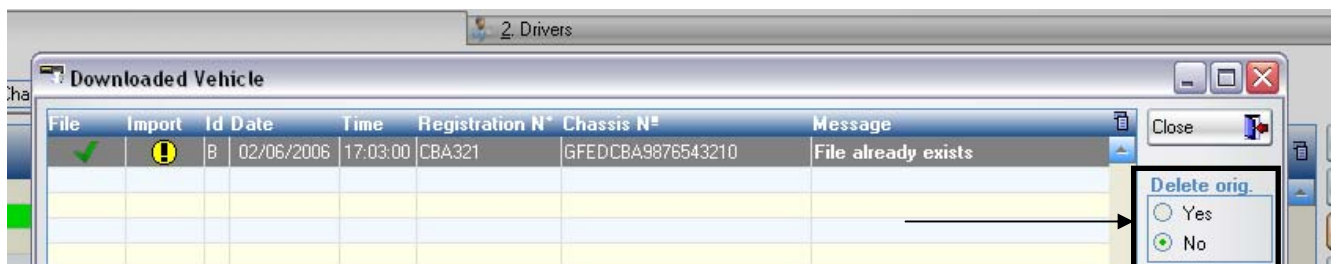 2. Drivers
Downloaded Vehicle
Cha
File Import Id Date Time Registration N° Chassis Nº Message
Close
B 02/06/2006 17:03:00 CBA321 GFEDCBA9876543210 File already exists
Delete orig.
Yes
No